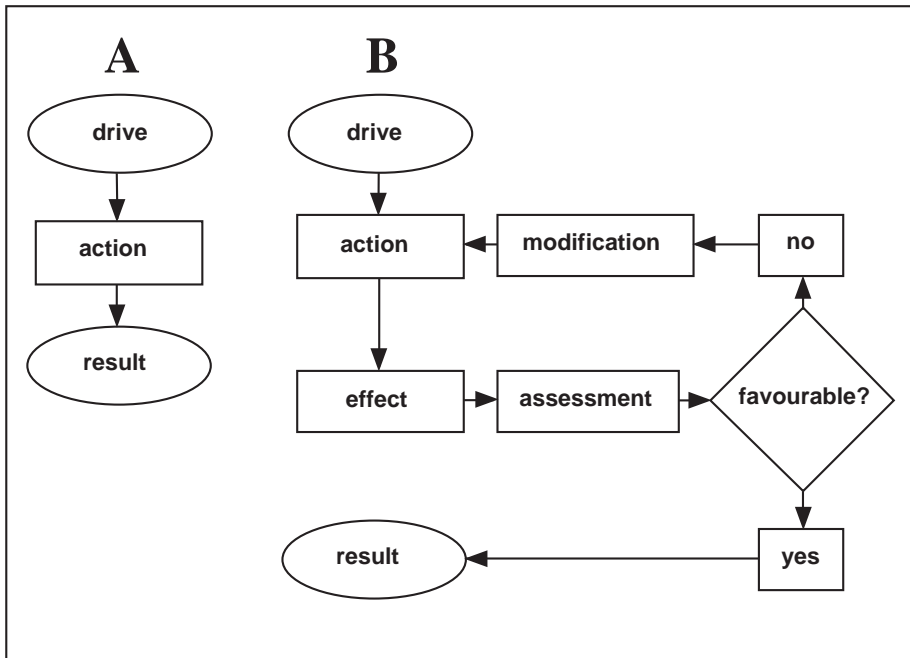 A
B
drive
action
result
drive
action
modification
no
effect
assessment
favourable?
yes
result